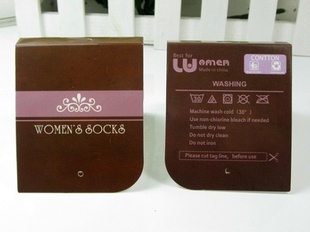 WOMEN'S SOCKS
Best for
WOMEN
Made in china
CONTTON
WASHING
Machine wash cold (30°)
Use non-chlorine bleach if needed
Tumble dry low
Do not dry clean
Do not iron
Please cut tag line, before use